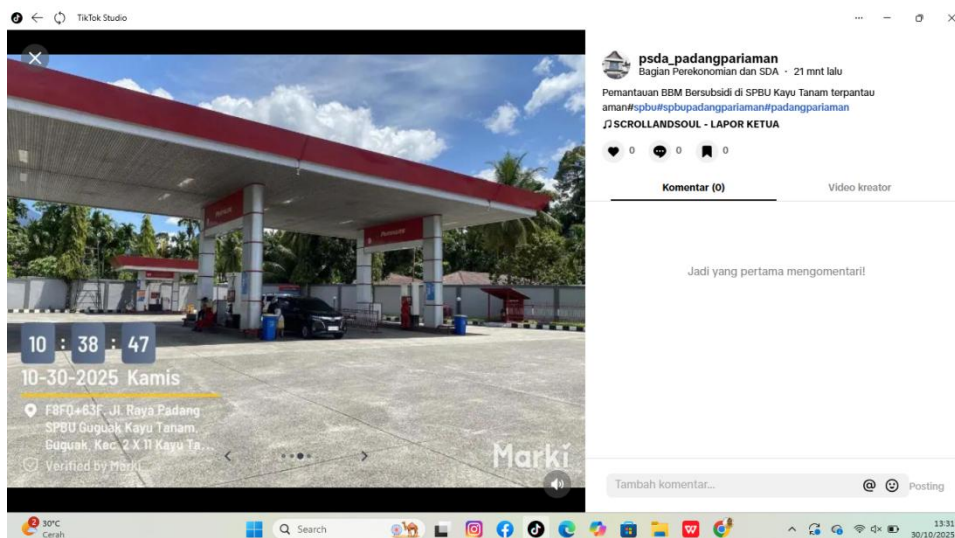 TikTok Studio
psda_padangpariaman
Bagian Perekonomian dan SDA · 21 mnt lalu
Pemantauan BBM Bersubsidi di SPBU Kayu Tanam terpantau
aman#spbu#spbupadangpariaman#padangpariaman
SCROLLANDSOUL - LAPOR KETUA
0
0
0
Komentar (0)
Video kreator
Jadi yang pertama mengomentari!
10 : 38 : 47
10-30-2025 Kamis
F8FQ+63F, Jl. Raya Padang
SPBU Guguak Kayu Tanam,
Guguak, Kec. 2 X 11 Kayu Ta...
Verified by Marki
Marki
Tambah komentar...
Posting
2
30°C
Cerah
Search
13:31
30/10/2025